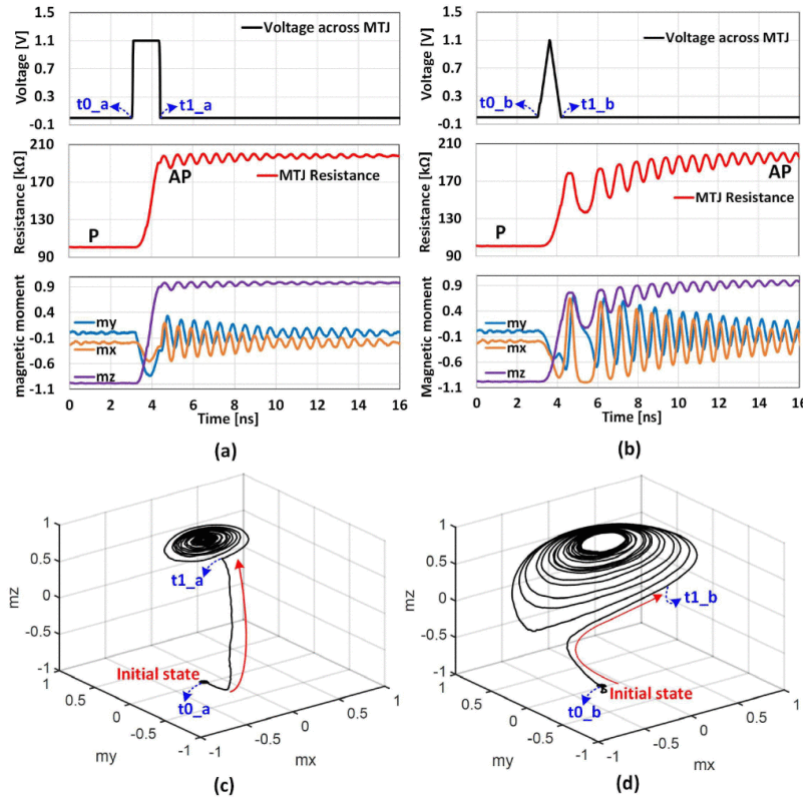 Voltage [V]
1.5
1.1
0.7
0.3
-0.1
Voltage across MTJ
t0_a
t1_a
Resistance [kΩ]
210
170
130
90
P
AP
MTJ Resistance
magnetic moment
0.9
0.4
-0.1
-0.6
-1.1
my
mx
mz
0 2 4 6 8 10 12 14 16
Time [ns]
(a)
Voltage [V]
1.5
1.1
0.7
0.3
-0.1
Voltage across MTJ
t0_b
t1_b
Resistance [kΩ]
210
170
130
90
P
AP
MTJ Resistance
Magnetic moment
0.9
0.4
-0.1
-0.6
-1.1
my
mx
mz
0 2 4 6 8 10 12 14 16
Time [ns]
(b)
mz
1
0.5
0
-0.5
-1
t1_a
Initial state
t0_a
1
0.5
0
-0.5
-1
my
-1
-0.5
0
0.5
1
mx
(c)
mz
1
0.5
0
-0.5
-1
t1_b
Initial state
t0_b
1
0.5
0
-0.5
-1
my
-1
-0.5
0
0.5
1
mx
(d)